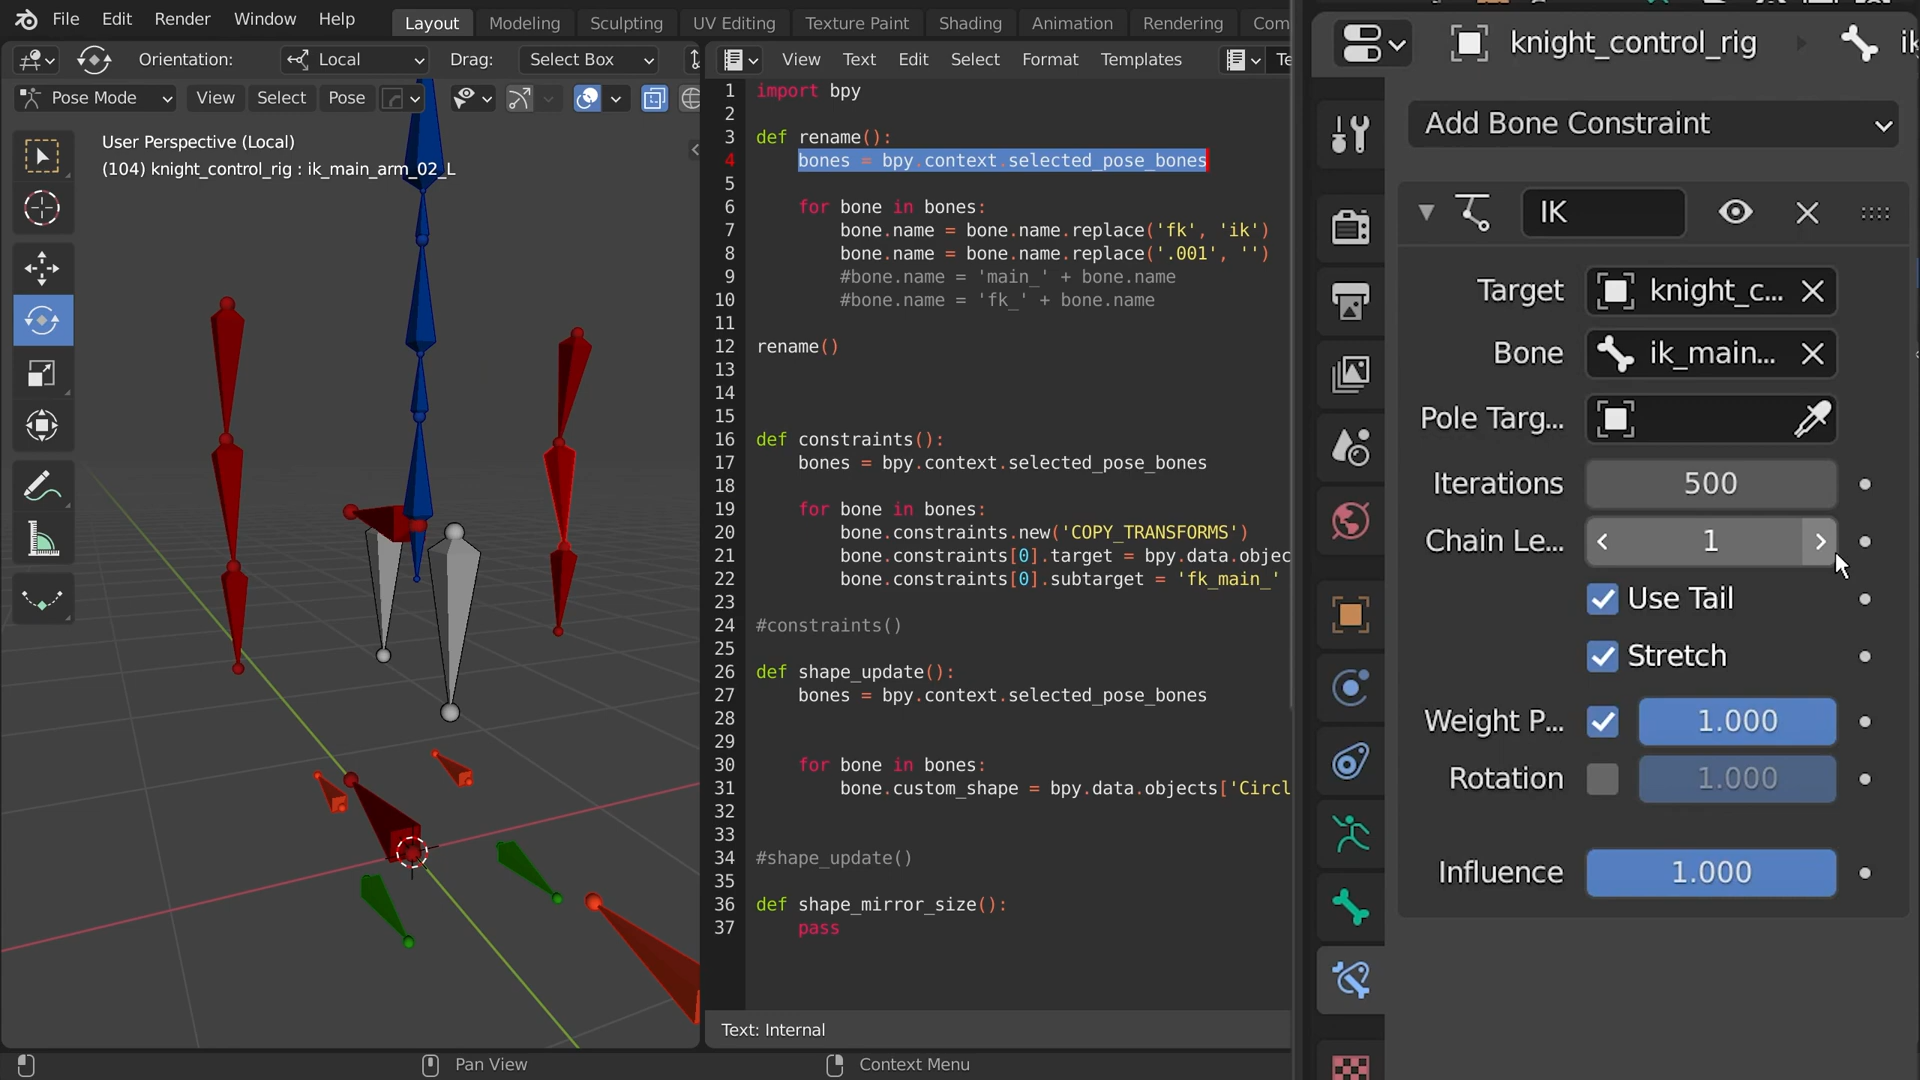 File Edit Render Window Help Layout Modeling Sculpting UV Editing Texture Paint Shading Animation Rendering Com
Orientation: Local Drag: Select Box
Pose Mode View Select Pose
User Perspective (Local)
(104) knight_control_rig : ik_main_arm_02_L
View Text Edit Select Format Templates Te
1 import bpy
2
3 def rename():
4 bones = bpy.context.selected_pose_bones
5
6 for bone in bones:
7 bone.name = bone.name.replace('fk', 'ik')
8 bone.name = bone.name.replace('.001', '')
9 #bone.name = 'main_' + bone.name
10 #bone.name = 'fk_' + bone.name
11
12 rename()
13
14
15
16 def constraints():
17 bones = bpy.context.selected_pose_bones
18
19 for bone in bones:
20 bone.constraints.new('COPY_TRANSFORMS')
21 bone.constraints[0].target = bpy.data.objec
22 bone.constraints[0].subtarget = 'fk_main_'
23
24 #constraints()
25
26 def shape_update():
27 bones = bpy.context.selected_pose_bones
28
29
30 for bone in bones:
31 bone.custom_shape = bpy.data.objects['Circl
32
33
34 #shape_update()
35
36 def shape_mirror_size():
37 pass
Text: Internal
knight_control_rig ik
Add Bone Constraint
IK
Target knight_c...
Bone ik_main...
Pole Targ...
Iterations 500
Chain Le... 1
Use Tail
Stretch
Weight P... 1.000
Rotation 1.000
Influence 1.000
Pan View Context Menu